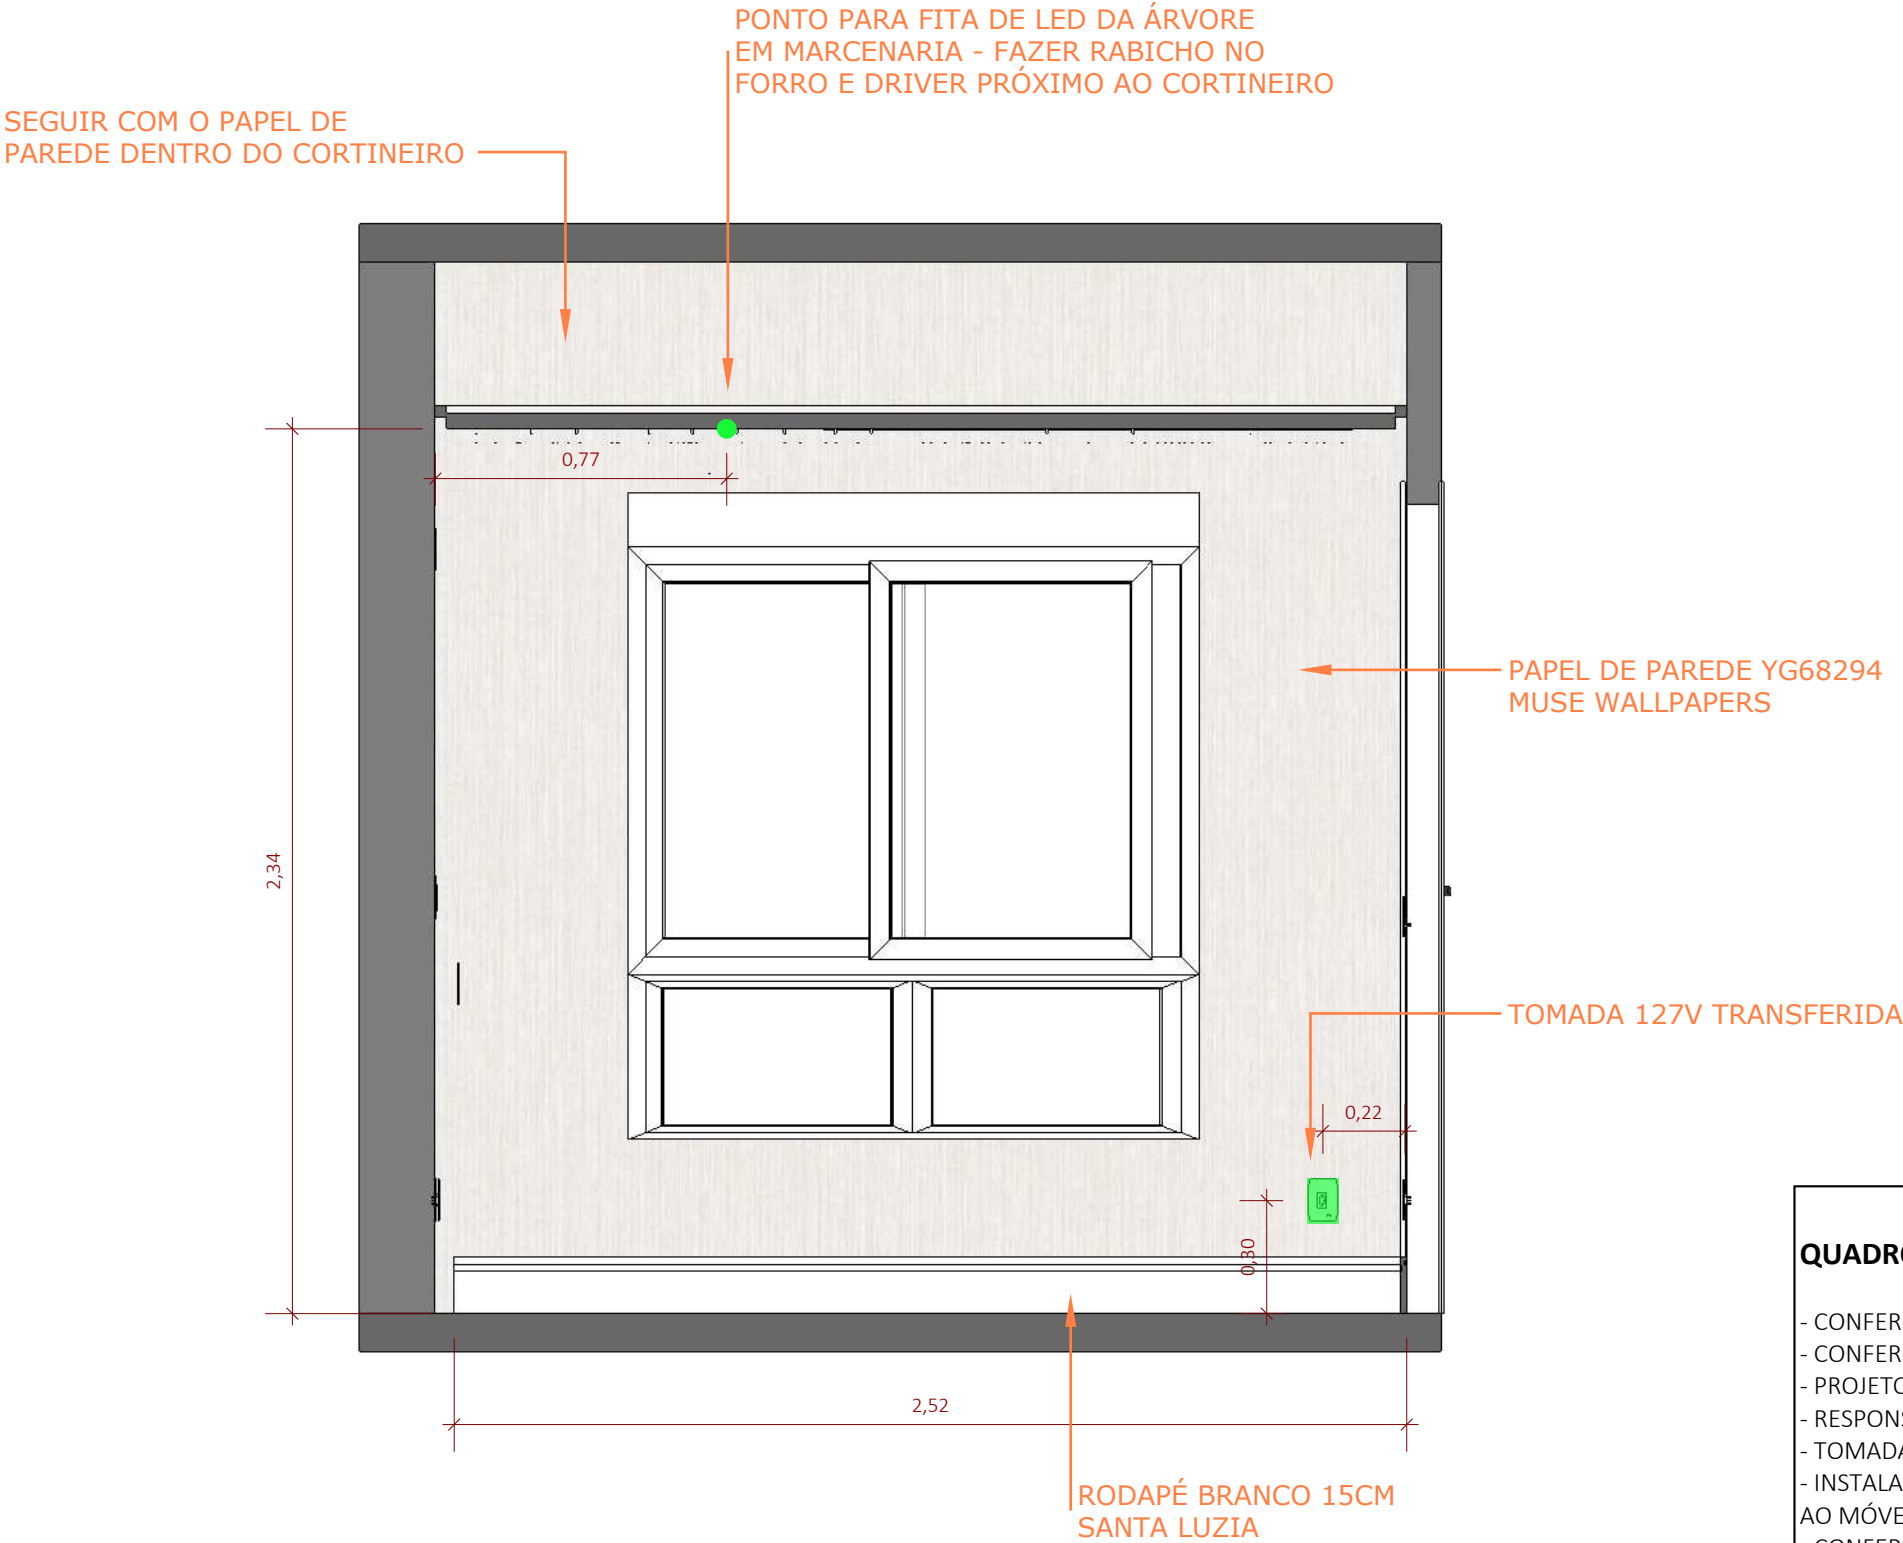 PONTO PARA FITA DE LED DA ÁRVORE
EM MARCENARIA - FAZER RABICHO NO
FORRO E DRIVER PRÓXIMO AO CORTINEIRO
SEGUIR COM O PAPEL DE
PAREDE DENTRO DO CORTINEIRO
0,77
2,34
PAPEL DE PAREDE YG68294
MUSE WALLPAPERS
TOMADA 127V TRANSFERIDA
0,22
0,30
2,52
RODAPÉ BRANCO 15CM
SANTA LUZIA
- CONFER
- CONFER
- PROJETO
- TOMADA
- INSTALA